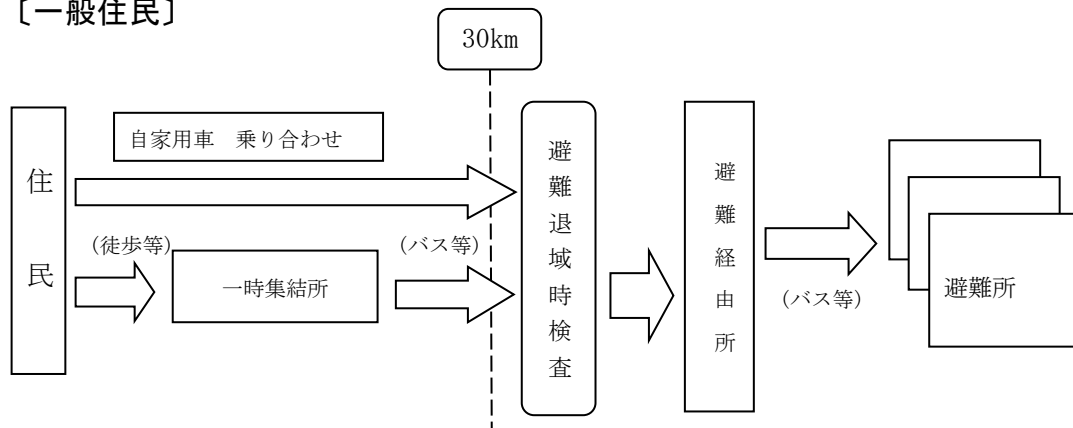 〔一般住民〕
30km
自家用車　乗り合わせ
住民
(徒歩等)
一時集結所
(バス等)
避難退域時検査
避難経由所
(バス等)
避難所